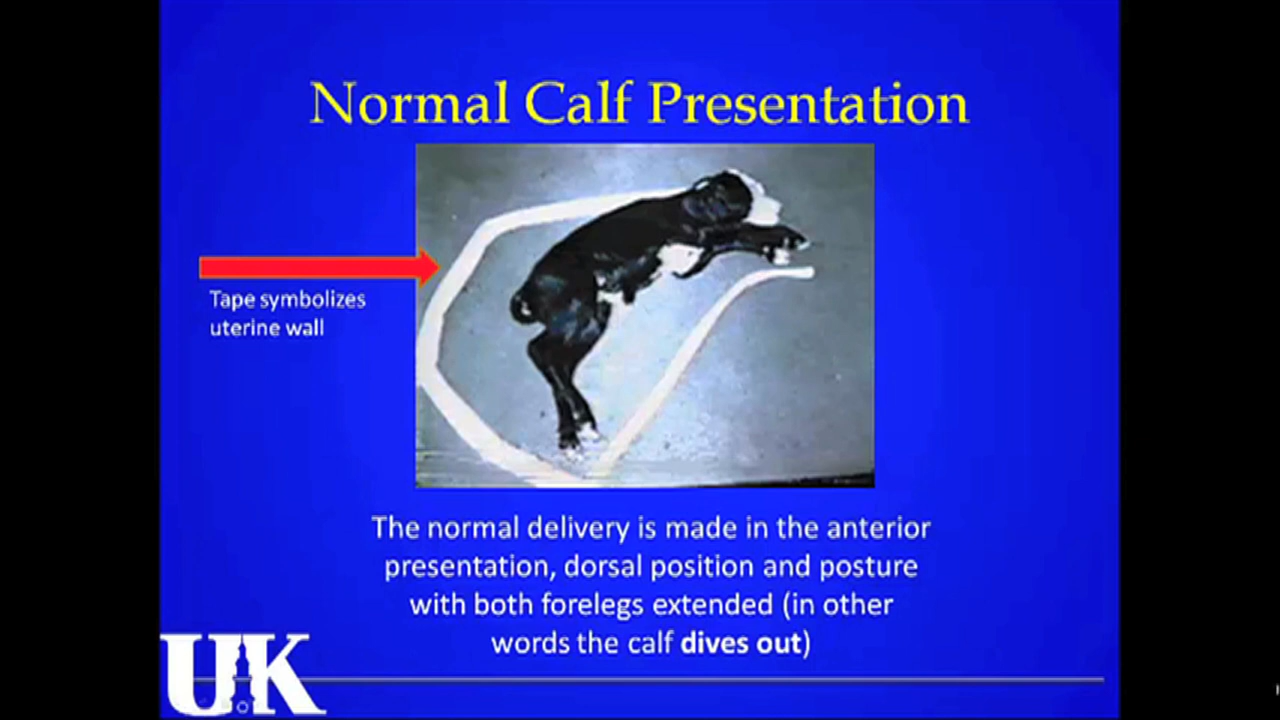 Normal Calf Presentation
Tape symbolizes
uterine wall
The normal delivery is made in the anterior
presentation, dorsal position and posture
with both forelegs extended (in other
words the calf dives out)
UK